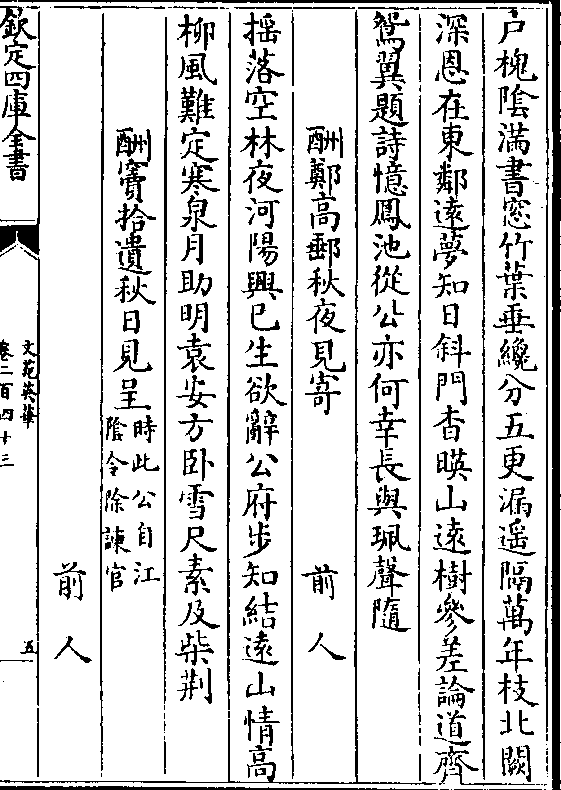 戸槐隂滿書窓竹葉垂纔分五更漏遥隔萬年枝北闕
深恩在東鄰逺夢知日斜門杳暎山逺樹參差論道齊
鴛翼題詩憶鳳池從公亦何幸長與珮聲隨
酬鄭高郵秋夜見寄　前人
揺落空林夜河陽興已生欲辭公府步知結逺山情高
柳風難定寒泉月助明袁安方卧雪尺素及柴荆
酬竇拾遺秋日見呈時此公自江隂令除諫官　前人
欽定四庫全書
文苑英華
卷二百四十三
五